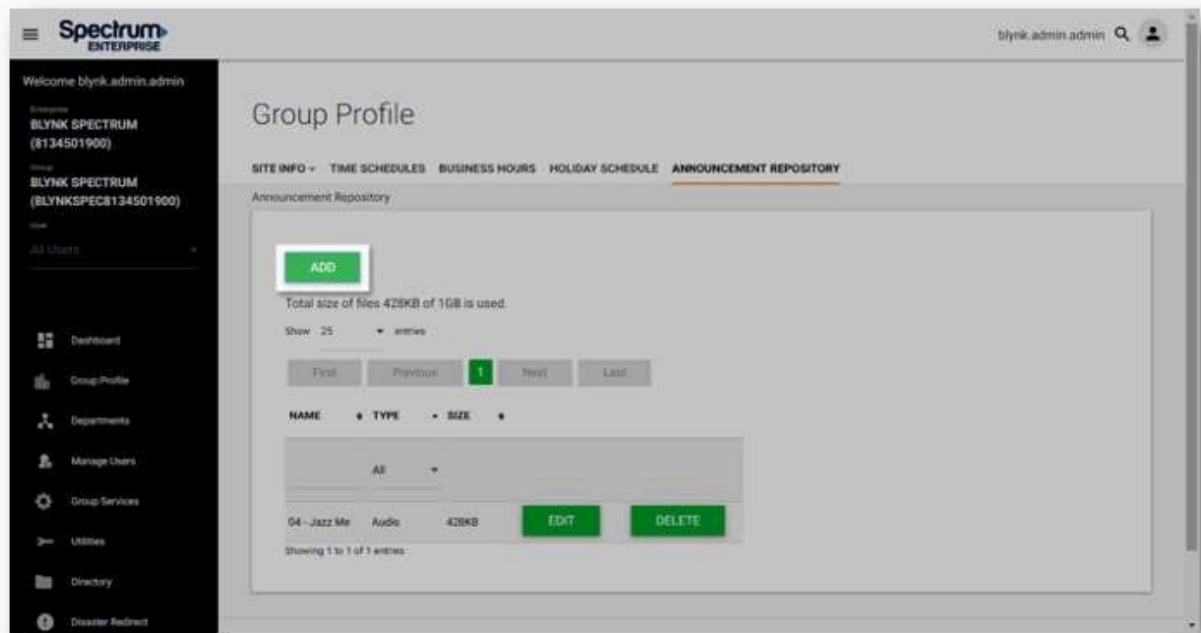 Spectrum
ENTERPRISE
blynk.admin.admin
Welcome blynk.admin.admin
Enterprise
BLYNK SPECTRUM
(8134501900)
Group
BLYNK SPECTRUM
(BLYNKSPEC8134501900)
User
All Users
Dashboard
Group Profile
Departments
Manage Users
Group Services
Utilities
Directory
Disaster Redirect
Group Profile
SITE INFO TIME SCHEDULES BUSINESS HOURS HOLIDAY SCHEDULE ANNOUNCEMENT REPOSITORY
Announcement Repository
ADD
Total size of files 428KB of 1GB is used.
Show 25 entries
First Previous 1 Next Last
NAME TYPE SIZE
All
04 - Jazz Me Audio 428KB EDIT DELETE
Showing 1 to 1 of 1 entries